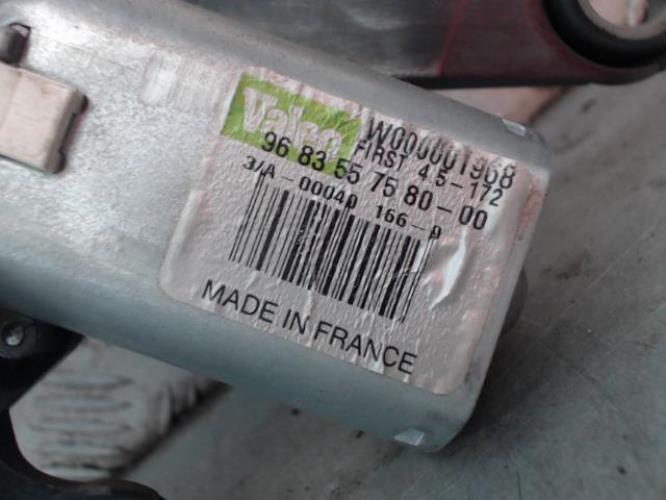 Valeo
W000001968
FIRST 4.5-172
96 83 55 75 80-00
3/A-00040 166-0
MADE IN FRANCE